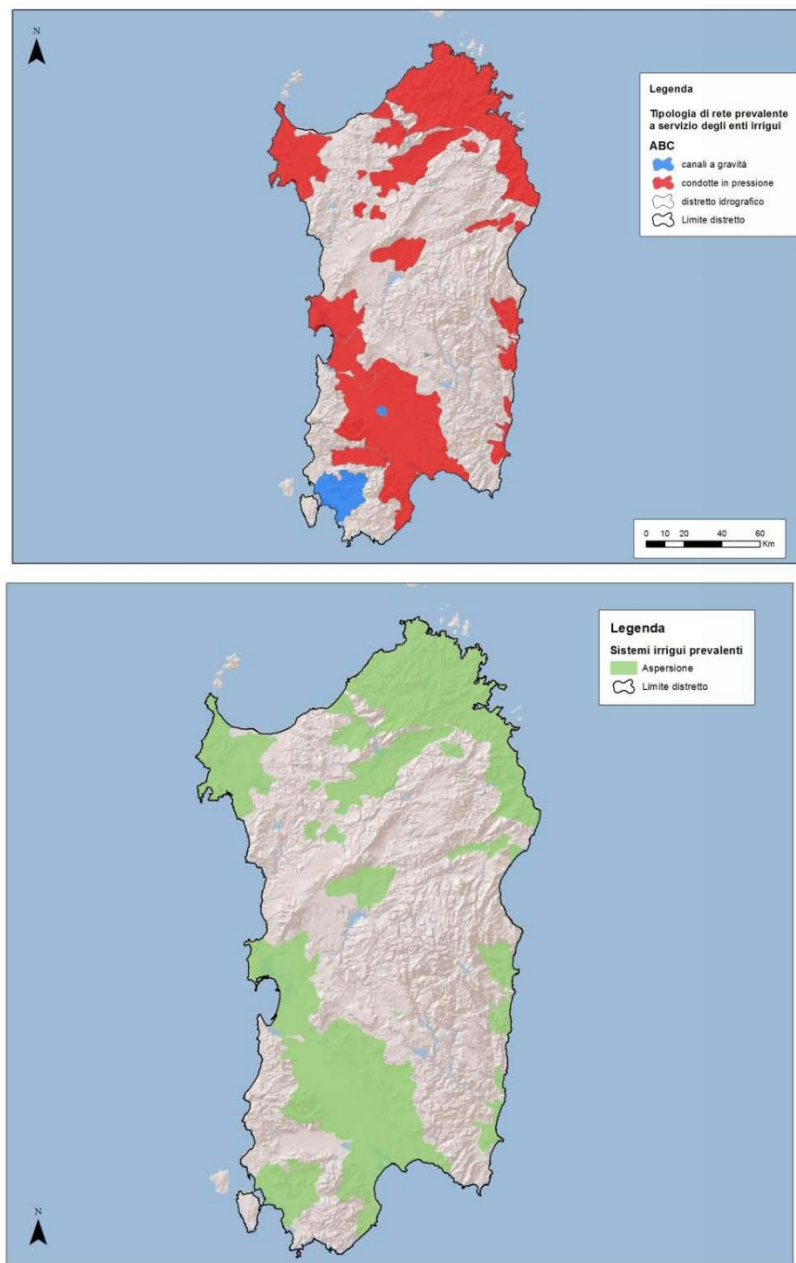 N
Legenda
Tipologia di rete prevalente
a servizio degli enti irrigui
ABC
canali a gravità
condotte in pressione
distretto idrografico
Limite distretto
0 10 20 40 60
Km
Legenda
Sistemi irrigui prevalenti
Aspersione
Limite distretto
N